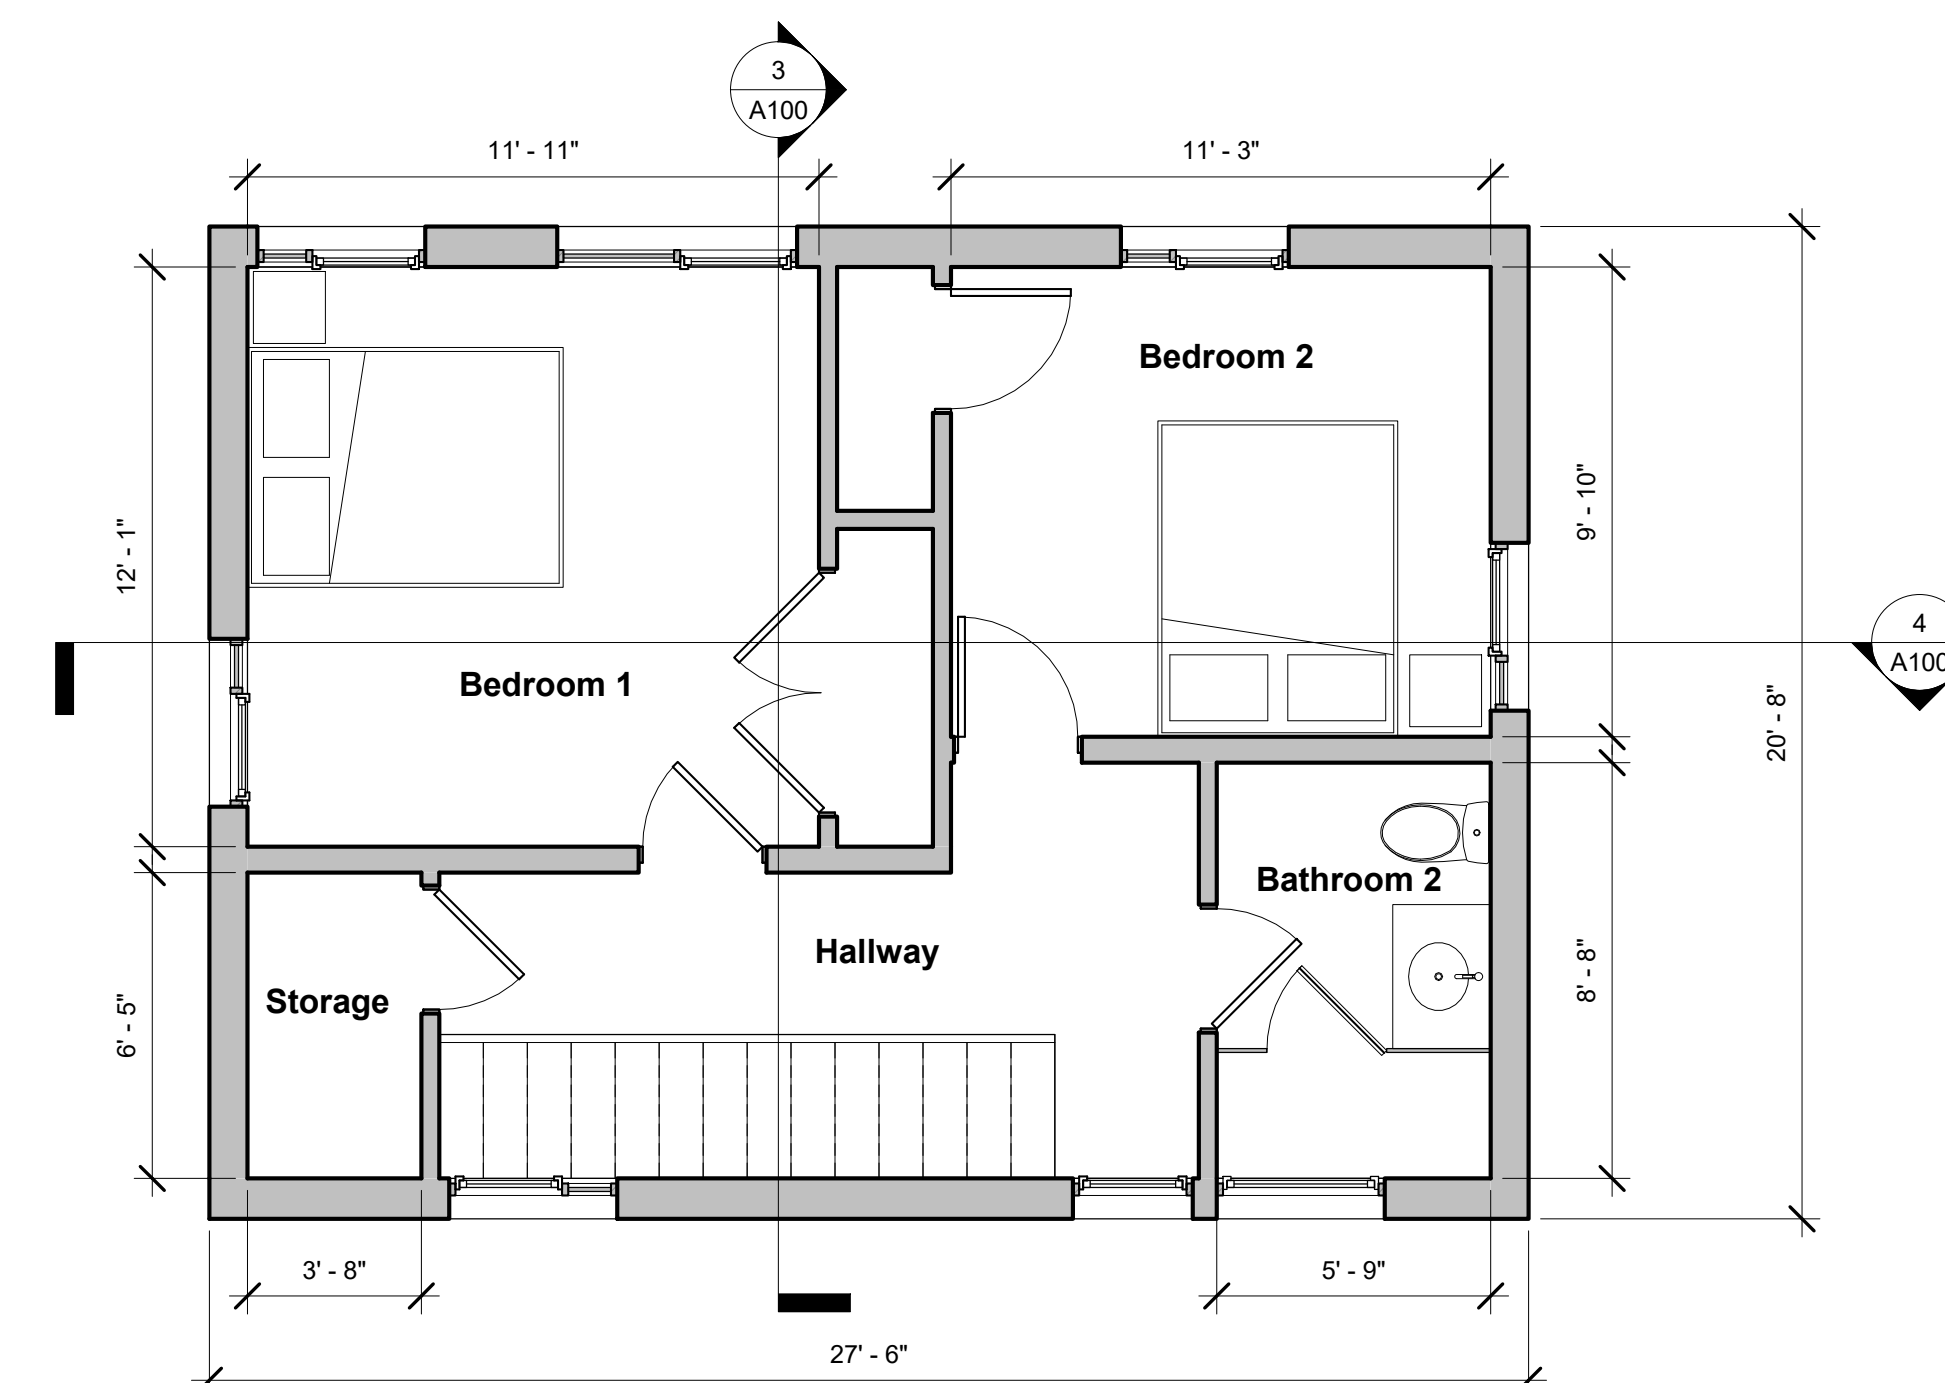 3
A100
11' - 11"
11' - 3"
Bedroom 2
9' - 10"
12' - 1"
4
A100
Bedroom 1
20' - 8"
Bathroom 2
Hallway
8' - 8"
Storage
6' - 5"
3' - 8"
5' - 9"
27' - 6"